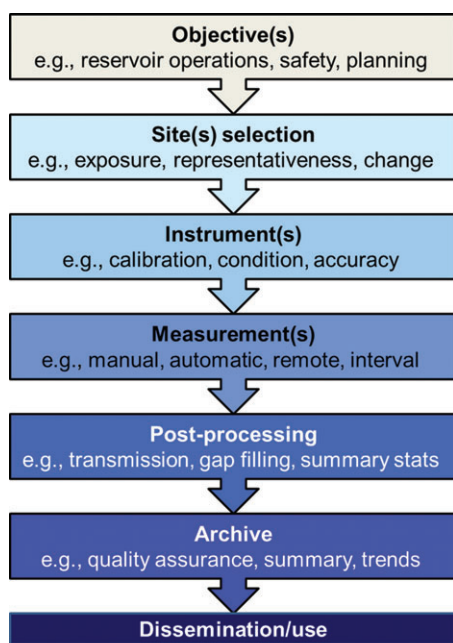 Objective(s)
e.g., reservoir operations, safety, planning
Site(s) selection
e.g., exposure, representativeness, change
Instrument(s)
e.g., calibration, condition, accuracy
Measurement(s)
e.g., manual, automatic, remote, interval
Post-processing
e.g., transmission, gap filling, summary stats
Archive
e.g., quality assurance, summary, trends
Dissemination/use